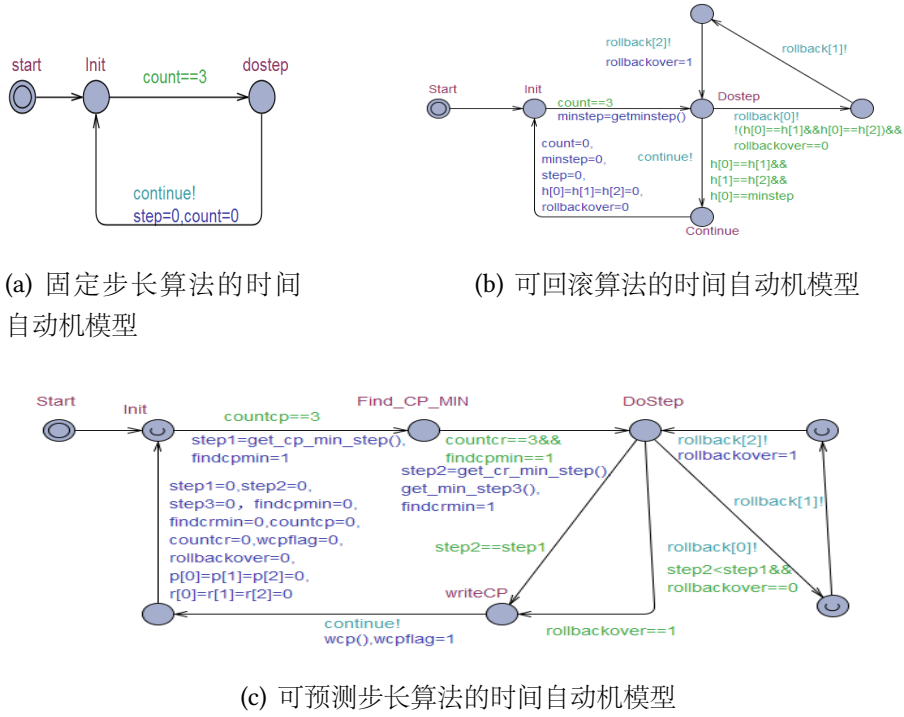 start
Init
dostep
count==3
continue!
step=0,count=0
(a) 固定步长算法的时间
自动机模型
rollback[2]!
rollbackover=1
rollback[1]!
Start
Init
count==3
minstep=getminstep()
Dostep
rollback[0]!
!(h[0]==h[1]&&h[0]==h[2])&&
rollbackover==0
count=0,
minstep=0,
step=0,
h[0]=h[1]=h[2]=0,
rollbackover=0
continue!
h[0]==h[1]&&
h[1]==h[2]&&
h[0]==minstep
Continue
(b) 可回滚算法的时间自动机模型
Start
Init
countcp==3
step1=get_cp_min_step(),
findcpmin=1
Find_CP_MIN
countcr==3&&
findcpmin==1
step2=get_cr_min_step(),
get_min_step3(),
findcrmin=1
DoStep
rollback[2]!
rollbackover=1
rollback[1]!
step1=0,step2=0,
step3=0，findcpmin=0,
findcrmin=0,countcp=0,
countcr=0,wcpflag=0,
rollbackover=0,
p[0]=p[1]=p[2]=0,
r[0]=r[1]=r[2]=0
step2==step1
rollback[0]!
step2<step1&&
rollbackover==0
writeCP
continue!
wcp(),wcpflag=1
rollbackover==1
(c) 可预测步长算法的时间自动机模型